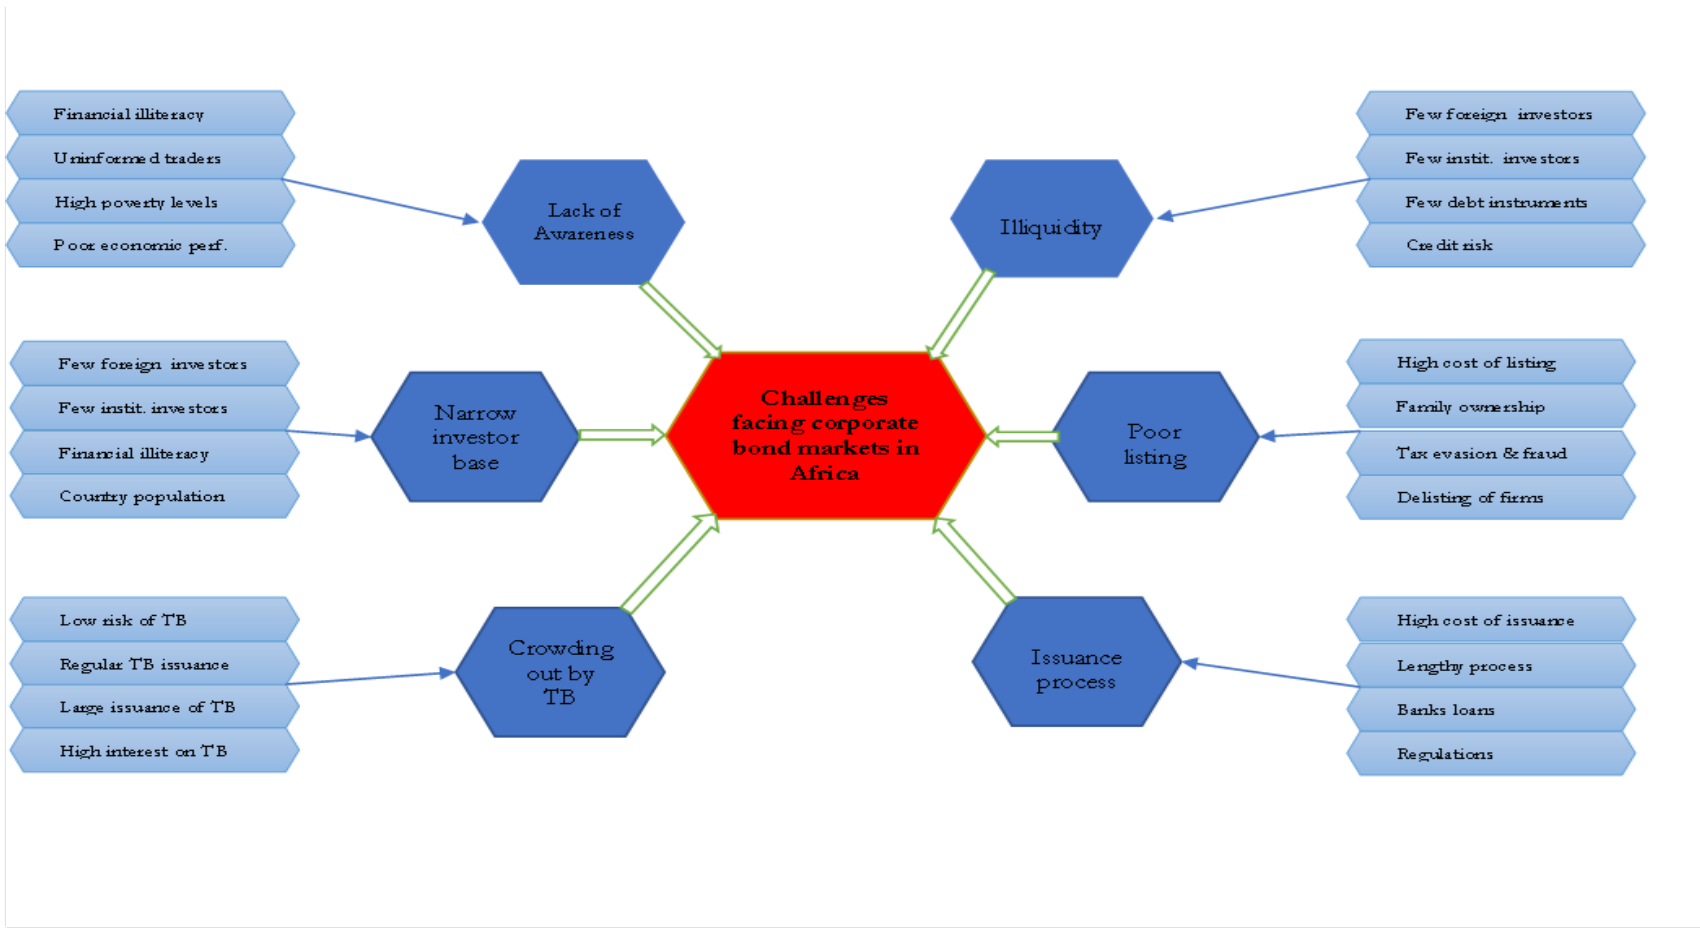 Financial illiteracy
Uninformed traders
High poverty levels
Poor economic perf.
Lack of
Awareness
Illiquidity
Few foreign investors
Few instit. investors
Few debt instruments
Credit risk
Few foreign investors
Few instit. investors
Financial illiteracy
Country population
Narrow
investor
base
Challenges
facing corporate
bond markets in
Africa
Poor
listing
High cost of listing
Family ownership
Tax evasion & fraud
Delisting of firms
Low risk of TB
Regular TB issuance
Large issuance of TB
High interest on TB
Crowding
out by
TB
Issuance
process
High cost of issuance
Lengthy process
Banks loans
Regulations